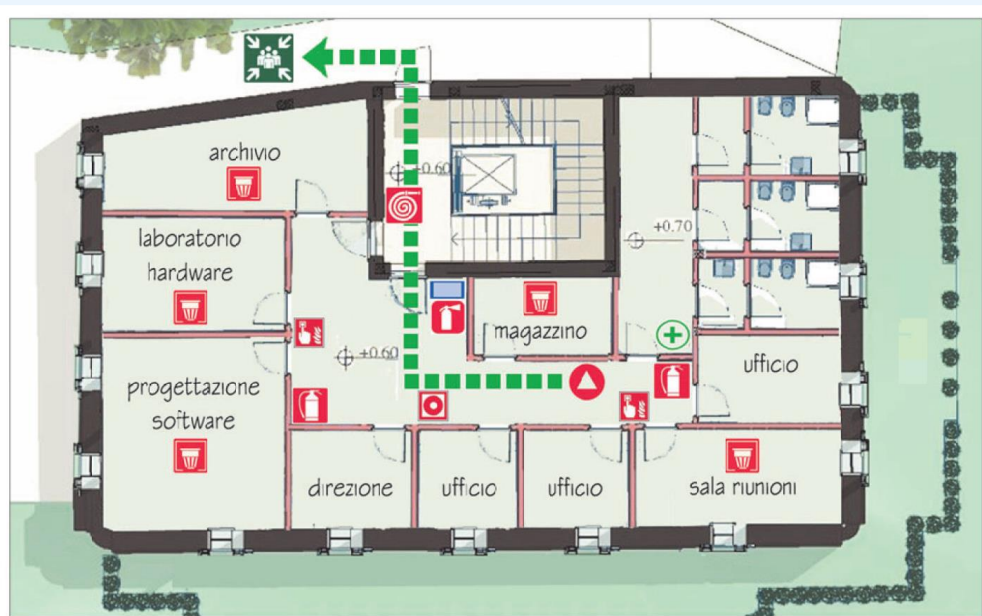 archivio
+0.60
laboratorio
hardware
+0.70
magazzino
+0.60
ufficio
progettazione
software
direzione
ufficio
ufficio
sala riunioni